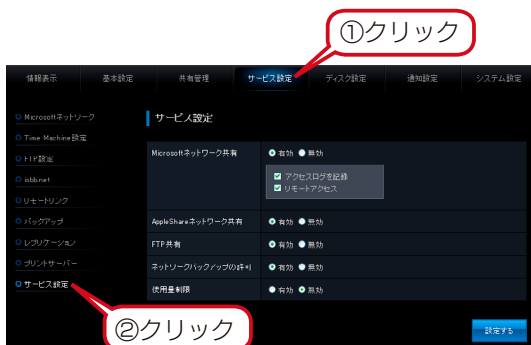 ①クリック
情報表示 基本設定 共有管理 サービス設定 ディスク設定 通知設定 システム設定
Microsoftネットワーク
Time Machine設定
FTP設定
iobb.net
リモートリンク
バックアップ
レプリケーション
プリントサーバー
サービス設定
サービス設定
Microsoftネットワーク共有 有効 無効
アクセスログを記録
リモートアクセス
AppleShareネットワーク共有 有効 無効
FTP共有 有効 無効
ネットワークバックアップの許可 有効 無効
使用量制限 有効 無効
②クリック
設定する